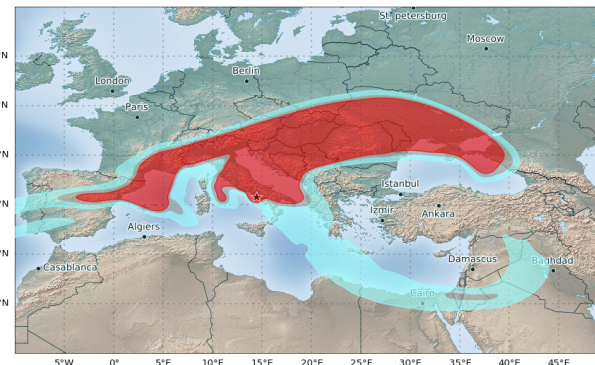 St. petersburg
Moscow
°N
Berlin
London
°N
Paris
°N
Istanbul
°N
Izmir
Ankara
Algiers
°N
Damascus
Baghdad
Casablanca
Cairo
°N
5°W
0°
5°E
10°E
15°E
20°E
25°E
30°E
35°E
40°E
45°E